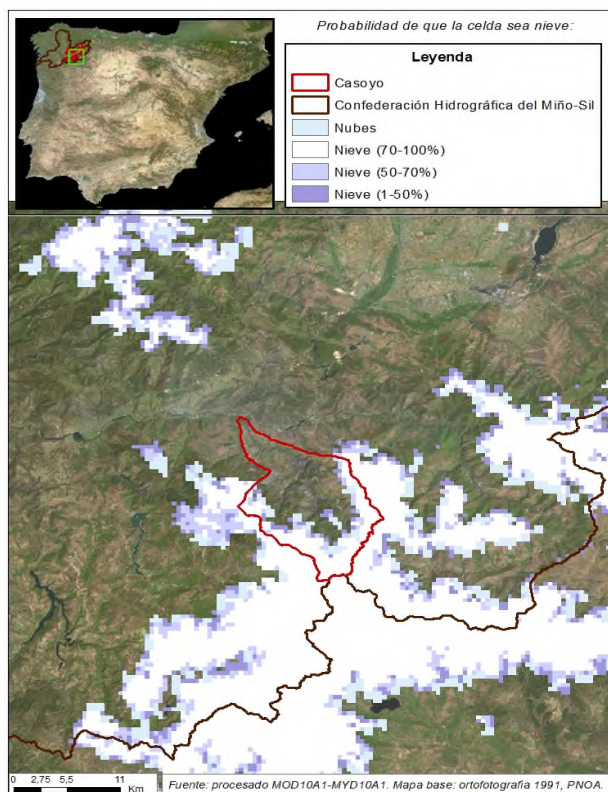 Probabilidad de que la celda sea nieve:
Leyenda
Casoyo
Confederación Hidrográfica del Miño-Sil
Nubes
Nieve (70-100%)
Nieve (50-70%)
Nieve (1-50%)
0 2,75 5,5 11
Km
Fuente: procesado MOD10A1-MYD10A1. Mapa base: ortofotografía 1991, PNOA.